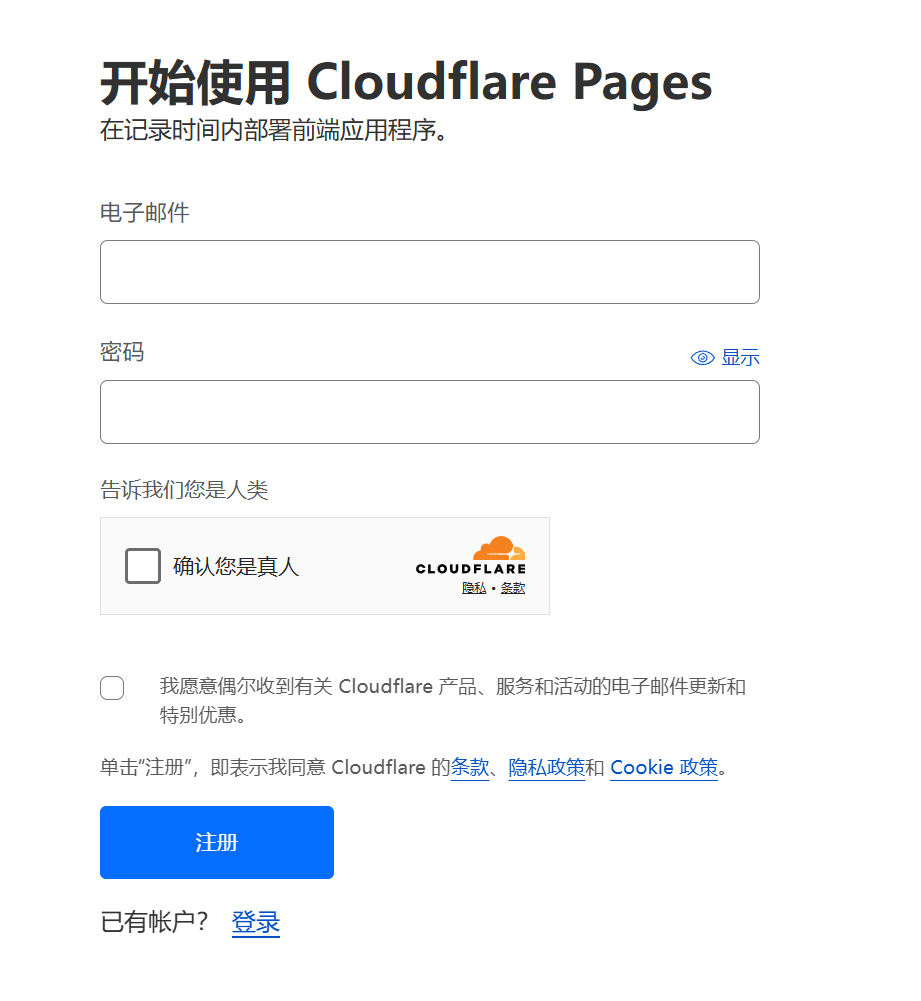 开始使用 Cloudflare Pages
在记录时间内部署前端应用程序。
电子邮件
密码
显示
告诉我们您是人类
确认您是真人
CLOUDFLARE
隐私 • 条款
我愿意偶尔收到有关 Cloudflare 产品、服务和活动的电子邮件更新和
特别优惠。
单击“注册”，即表示我同意 Cloudflare 的条款、隐私政策和 Cookie 政策。
注册
已有帐户？ 登录